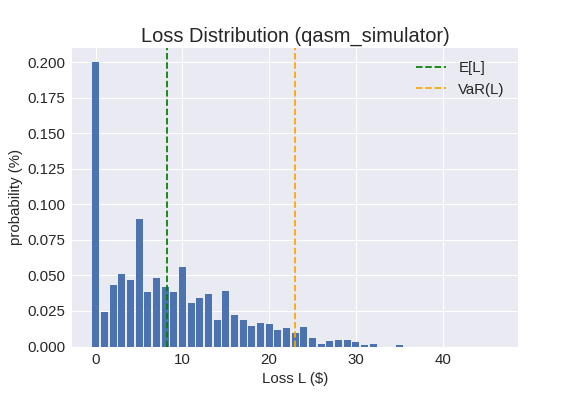 Loss Distribution (qasm_simulator)
E[L]
VaR(L)
probability (%)
0.200
0.175
0.150
0.125
0.100
0.075
0.050
0.025
0.000
0 10 20 30 40
Loss L ($)